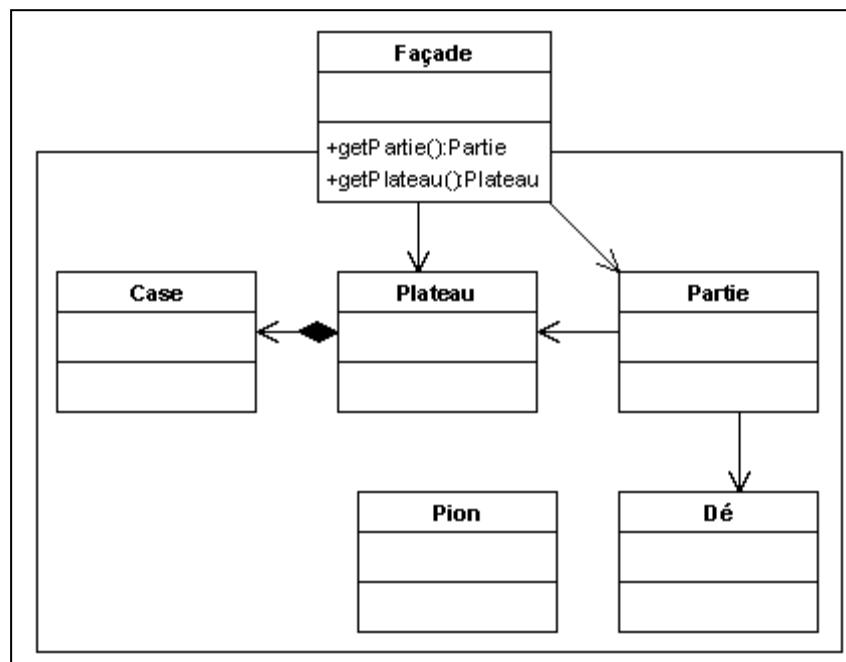 Façade
+getPartie():Partie
+getPlateau():Plateau
Case
Plateau
Partie
Pion
Dé